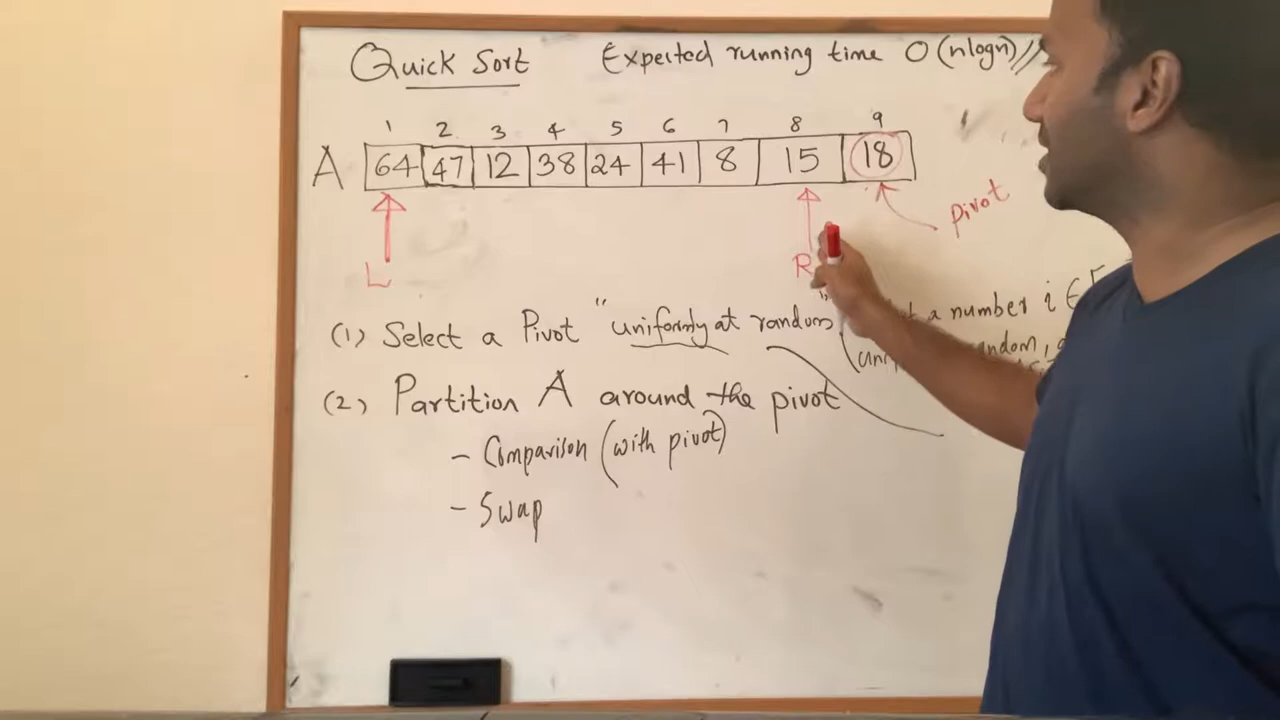 Quick Sort Expected running time O(nlogn)//
1 2 3 4 5 6 7 8 9
A 64 47 12 38 24 41 8 15 18
L R pivot
(1) Select a Pivot "uniformly at random" a number i ∈
random,
(2) Partition A around the pivot
- Comparison (with pivot)
- Swap